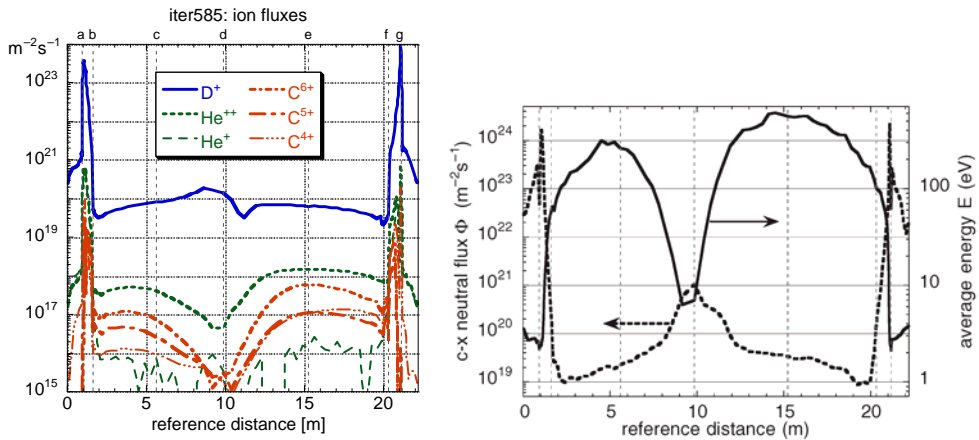 iter585: ion fluxes
a b c d e f g
m⁻²s⁻¹
10²³
10²¹
10¹⁹
10¹⁷
10¹⁵
D⁺
He⁺⁺
He⁺
C⁶⁺
C⁵⁺
C⁴⁺
0 5 10 15 20
reference distance [m]
c-x neutral flux Φ (m⁻²s⁻¹)
10²⁴
10²³
10²²
10²¹
10²⁰
10¹⁹
100
10
1
average energy E (eV)
0 5 10 15 20
reference distance (m)